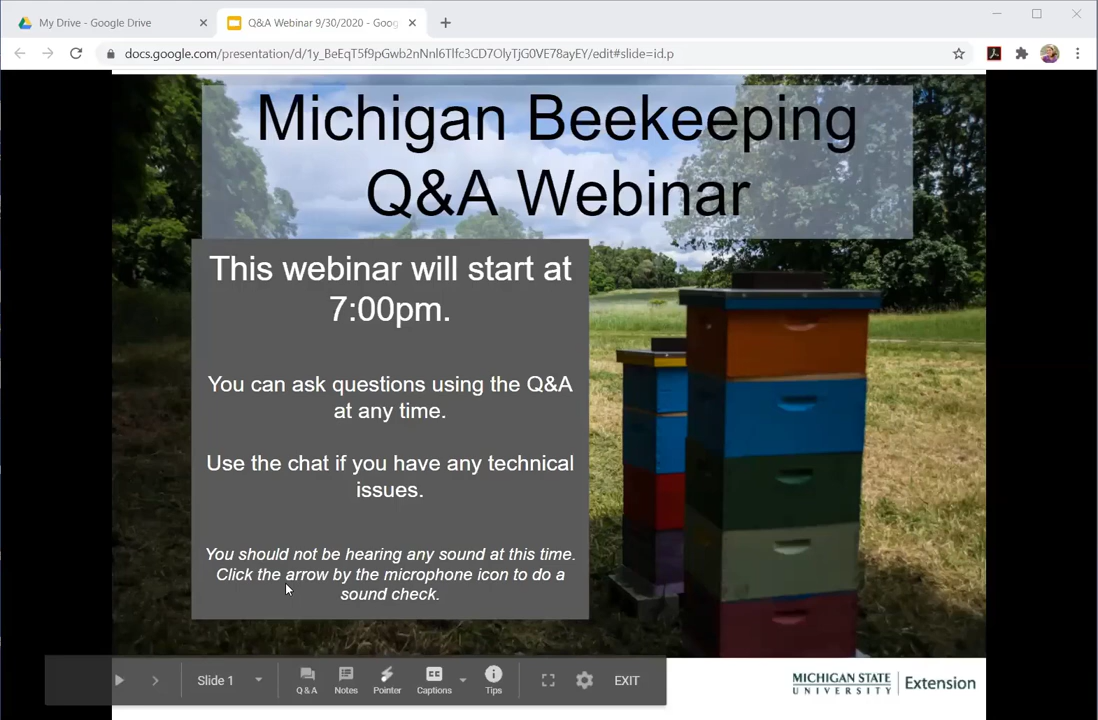 My Drive - Google Drive
Q&A Webinar 9/30/2020 - Goog
docs.google.com/presentation/d/1y_BeEqT5f9pGwb2nNnl6Tlfc3CD7OlyTjG0VE78ayEY/edit#slide=id.p
Michigan Beekeeping
Q&A Webinar
This webinar will start at
7:00pm.
You can ask questions using the Q&A
at any time.
Use the chat if you have any technical
issues.
You should not be hearing any sound at this time.
Click the arrow by the microphone icon to do a
sound check.
Slide 1
Q & A
Notes
Pointer
CC
Captions
Tips
EXIT
MICHIGAN STATE
UNIVERSITY
Extension